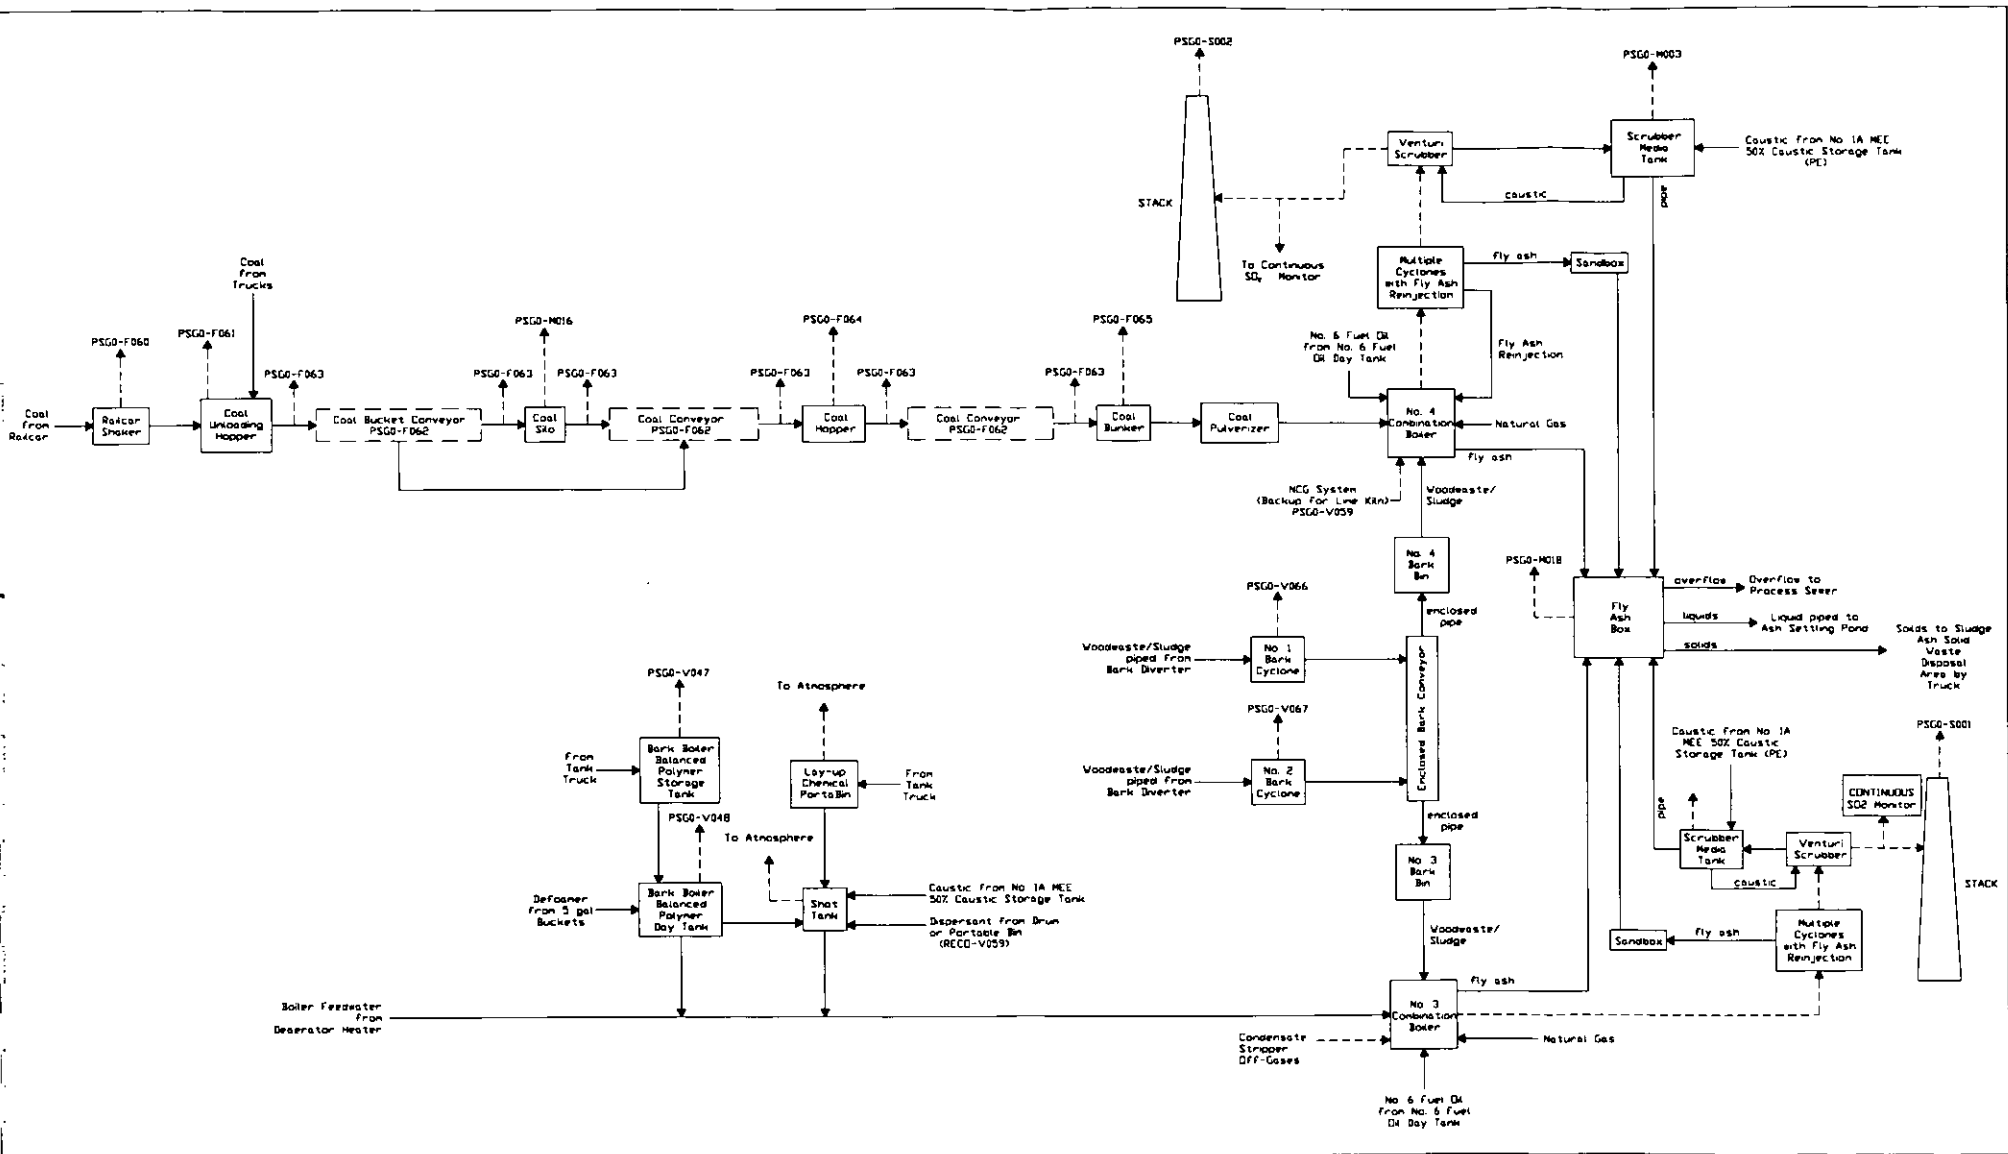 PSGO-S002
PSGO-M003
Venturi
Scrubber
Scrubber
Media
Tank
Caustic from No 1A MEE
50% Caustic Storage Tank
(PE)
caustic
pipe
STACK
To Continuous
SOx Monitor
Multiple
Cyclones
with Fly Ash
Reinjection
fly ash
Sandbox
Coal
from
Trucks
PSGO-F060
PSGO-F061
PSGO-F063
PSGO-F063
PSGO-M016
PSGO-F063
PSGO-F063
PSGO-F064
PSGO-F063
PSGO-F063
PSGO-F065
No. 6 Fuel Oil
from No. 6 Fuel
Oil Day Tank
Fly Ash
Reinjection
Coal
from
Railcar
Railcar
Shaker
Coal
Unloading
Hopper
Coal Bucket Conveyor
PSGO-F062
Coal
Silo
Coal Conveyor
PSGO-F062
Coal
Hopper
Coal Conveyor
PSGO-F062
Coal
Bunker
Coal
Pulverizer
No. 4
Combination
Boiler
Natural Gas
fly ash
NCG System
(Backup for Lime Kiln)
PSGO-V059
Woodwaste/
Sludge
No. 4
Bark
Bin
PSGO-M018
Fly
Ash
Box
overflow
Overflow to
Process Sewer
liquids
Liquid piped to
Ash Settling Pond
solids
Solids to Sludge
Ash Solid
Waste
Disposal
Area by
Truck
PSGO-V066
enclosed
pipe
Woodwaste/Sludge
piped from
Bark Diverter
No 1
Bark
Cyclone
Enclosed Bark Conveyor
PSGO-V067
Woodwaste/Sludge
piped from
Bark Diverter
No. 2
Bark
Cyclone
enclosed
pipe
No 3
Bark
Bin
PSGO-V047
To Atmosphere
From
Tank
Truck
Bark Boiler
Balanced
Polymer
Storage
Tank
Lay-up
Chemical
PortaBin
From
Tank
Truck
PSGO-V048
To Atmosphere
Defoamer
from 5 gal
Buckets
Bark Boiler
Balanced
Polymer
Day Tank
Shot
Tank
Caustic from No 1A MEE
50% Caustic Storage Tank
Dispersant from Drum
or Portable Bin
(RECO-V059)
Caustic from No 1A
MEE 50% Caustic
Storage Tank (PE)
PSGO-S001
CONTINUOUS
SO2 Monitor
pipe
Scrubber
Media
Tank
Venturi
Scrubber
caustic
STACK
Sandbox
fly ash
Multiple
Cyclones
with Fly Ash
Reinjection
Woodwaste/
Sludge
fly ash
Boiler Feedwater
from
Deaerator Heater
No 3
Combination
Boiler
Condensate
Stripper
Off-Gases
Natural Gas
No 6 Fuel Oil
from No. 6 Fuel
Oil Day Tank